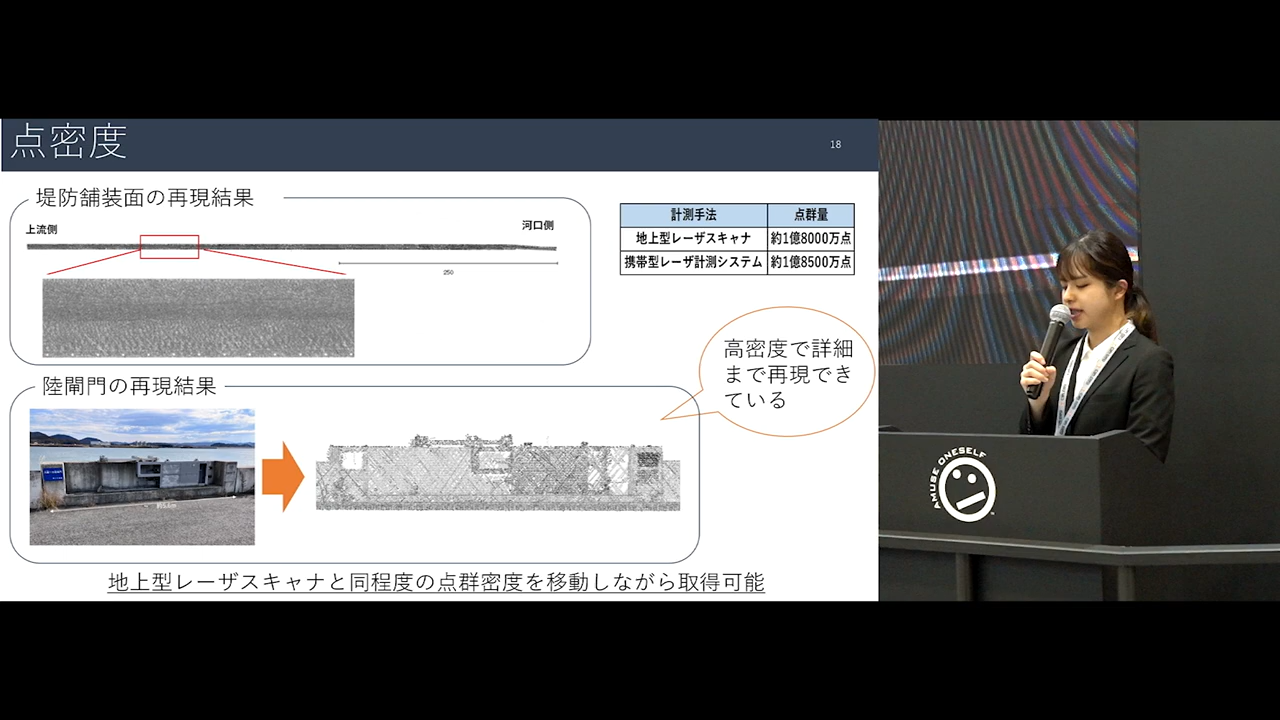 点密度
18
堤防舗装面の再現結果
上流側
河口側
250
計測手法 点群量
地上型レーザスキャナ 約1億8000万点
携帯型レーザ計測システム 約1億8500万点
高密度で詳細
まで再現でき
ている
陸閘門の再現結果
地上型レーザスキャナと同程度の点群密度を移動しながら取得可能
AMUSE ONESELF